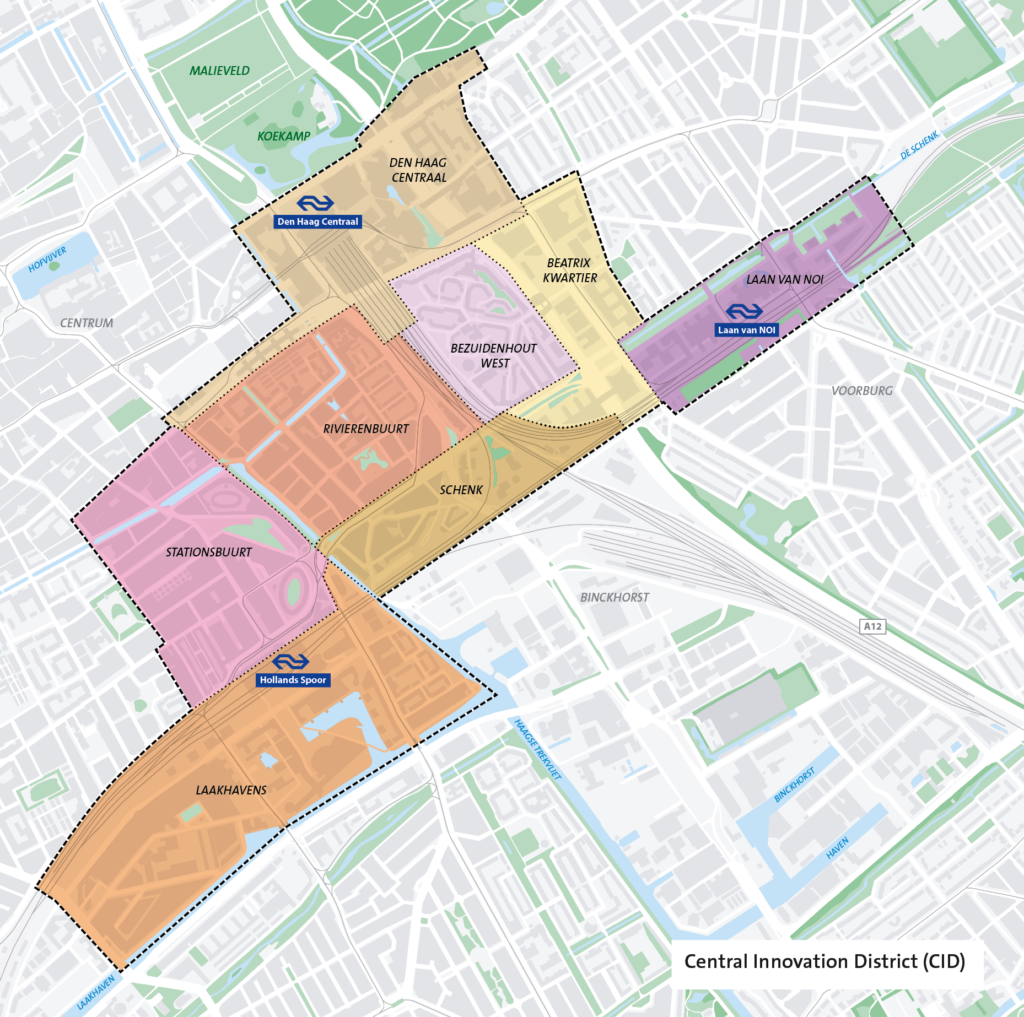 MALIEVELD
KOEKAMP
DE SCHENK
DEN HAAG
CENTRAAL
Den Haag Centraal
HOFVIJVER
BEATRIX
KWARTIER
LAAN VAN NOI
Laan van NOI
CENTRUM
BEZUIDENHOUT
WEST
VOORBURG
RIVIERENBUURT
SCHENK
STATIONSBUURT
BINCKHORST
A12
Hollands Spoor
HAAGSE TREKVLIET
LAAKHAVENS
BINCKHORST
HAVEN
Central Innovation District (CID)
LAAKHAVEN